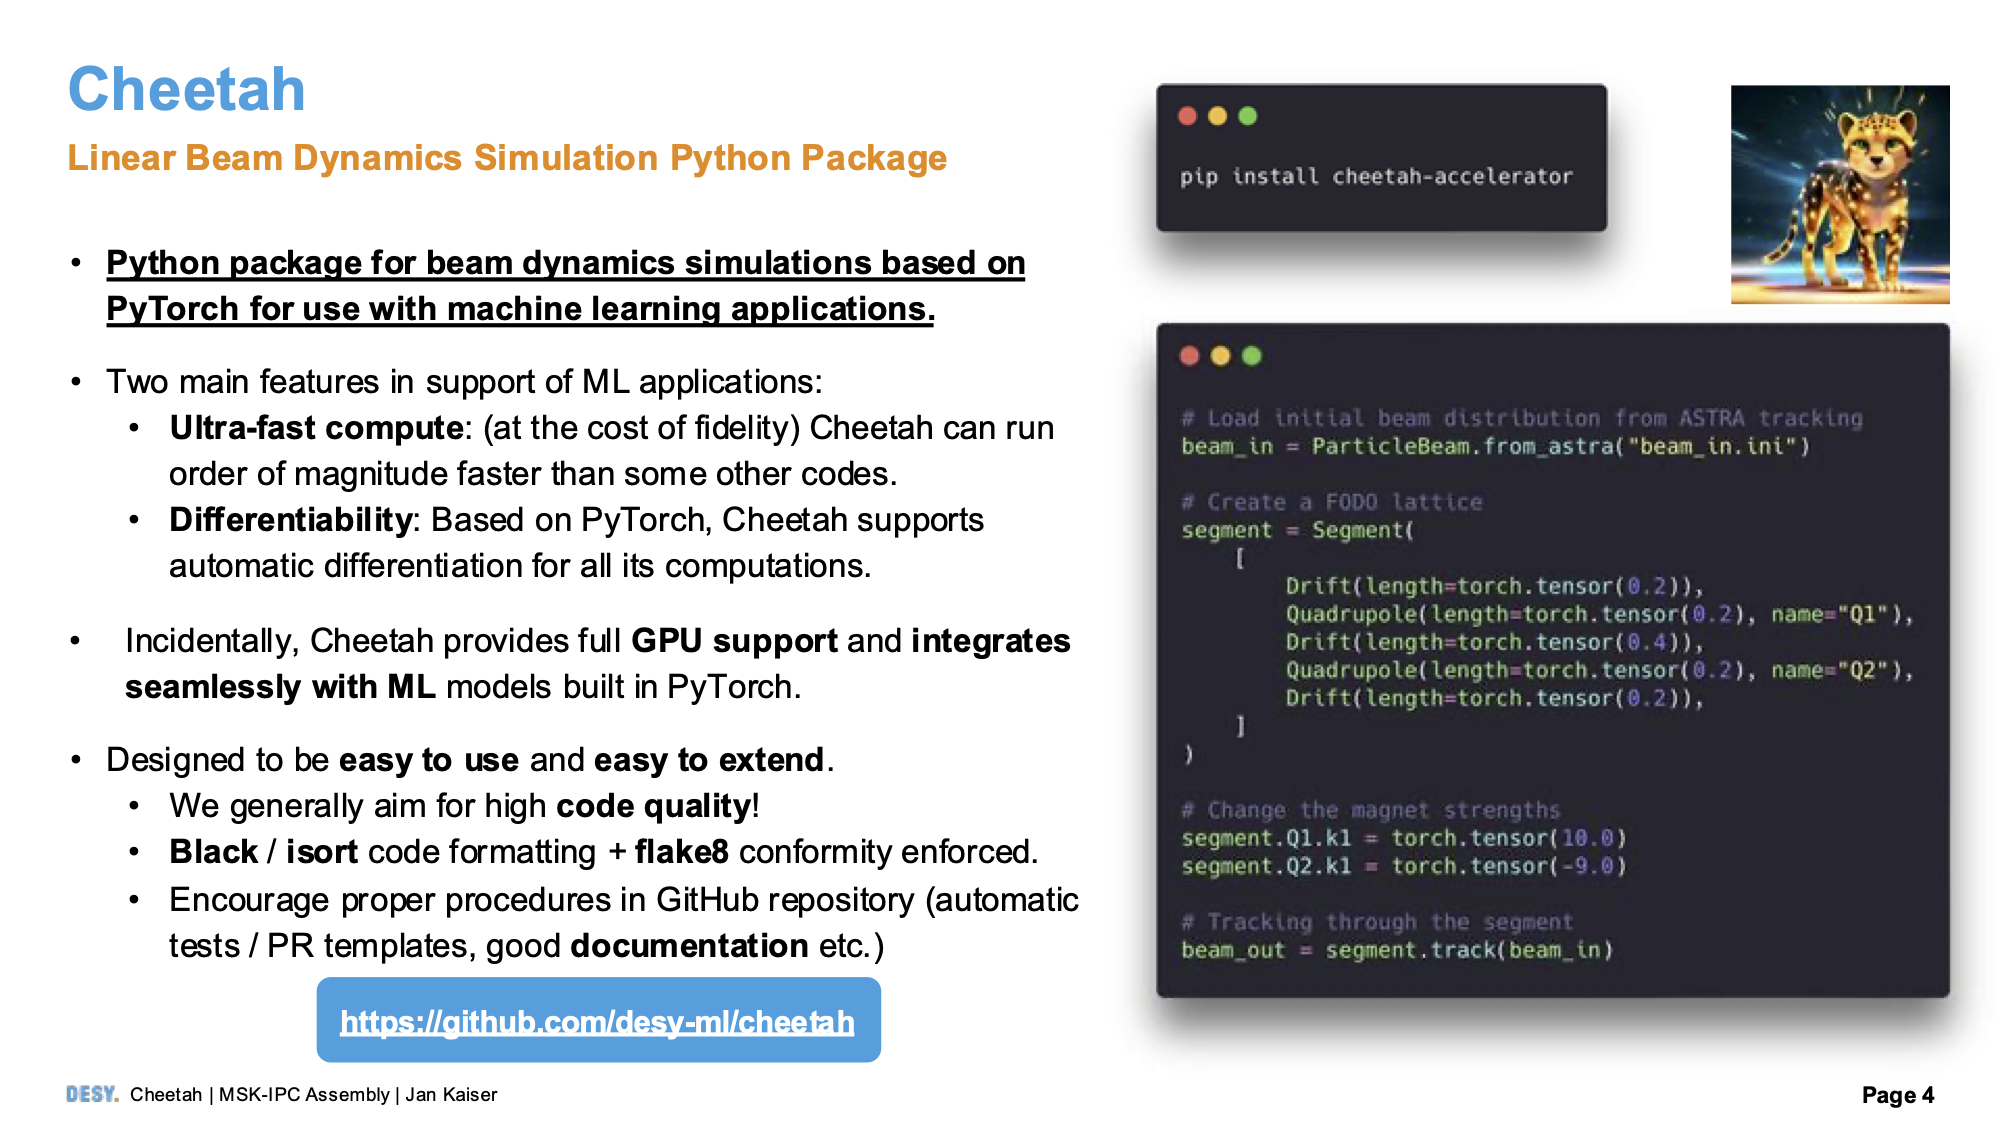 Cheetah
Linear Beam Dynamics Simulation Python Package
• Python package for beam dynamics simulations based on
PyTorch for use with machine learning applications.
• Two main features in support of ML applications:
• Ultra-fast compute: (at the cost of fidelity) Cheetah can run
order of magnitude faster than some other codes.
• Differentiability: Based on PyTorch, Cheetah supports
automatic differentiation for all its computations.
• Incidentally, Cheetah provides full GPU support and integrates
seamlessly with ML models built in PyTorch.
• Designed to be easy to use and easy to extend.
• We generally aim for high code quality!
• Black / isort code formatting + flake8 conformity enforced.
• Encourage proper procedures in GitHub repository (automatic
tests / PR templates, good documentation etc.)
https://github.com/desy-ml/cheetah
pip install cheetah-accelerator
# Load initial beam distribution from ASTRA tracking
beam_in = ParticleBeam.from_astra("beam_in.ini")
# Create a FODO lattice
segment = Segment(
    [
        Drift(length=torch.tensor(0.2)),
        Quadrupole(length=torch.tensor(0.2), name="Q1"),
        Drift(length=torch.tensor(0.4)),
        Quadrupole(length=torch.tensor(0.2), name="Q2"),
        Drift(length=torch.tensor(0.2)),
    ]
)
# Change the magnet strengths
segment.Q1.k1 = torch.tensor(10.0)
segment.Q2.k1 = torch.tensor(-9.0)
# Tracking through the segment
beam_out = segment.track(beam_in)
DESY. Cheetah | MSK-IPC Assembly | Jan Kaiser
Page 4